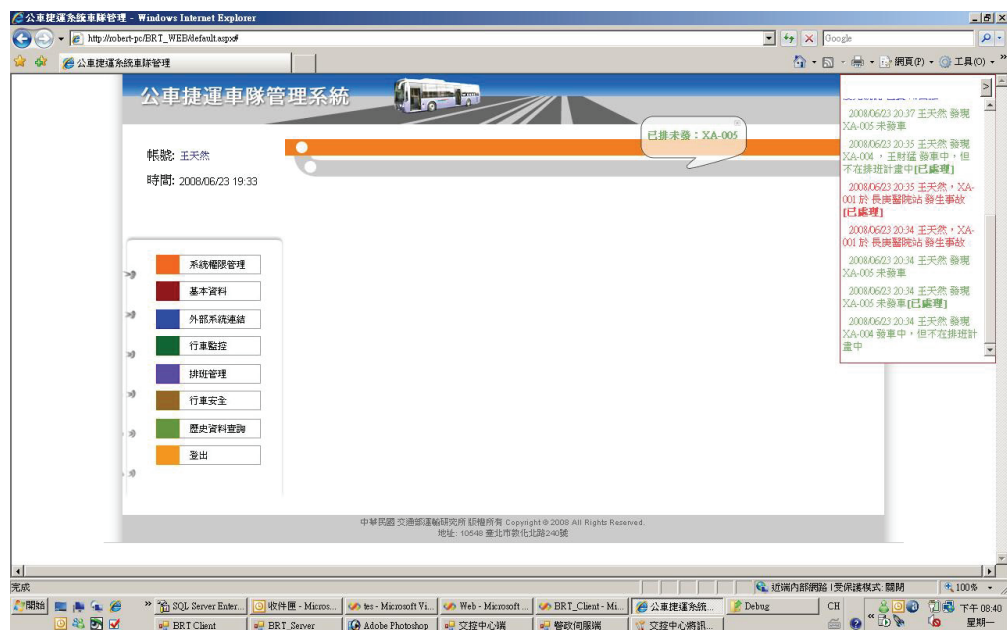 公車捷運系統車隊管理 - Windows Internet Explorer
http://robert-pc/BRT_WEB/default.aspx#
Google
公車捷運系統車隊管理
網頁(P)
工具(O)
公車捷運車隊管理系統
已排未發：XA-005
帳號: 王天然
時間: 2008/06/23 19:33
系統權限管理
基本資料
外部系統連結
行車監控
排班管理
行車安全
歷史資料查詢
登出
2008/06/23 20:37 王天然 發現
XA-005 未發車
2008/06/23 20:35 王天然 發現
XA-004 ，王財猛 發車中，但
不在排班計畫中[已處理]
2008/06/23 20:35 王天然，XA-
001 於 長庚醫院站 發生事故
[已處理]
2008/06/23 20:34 王天然，XA-
001 於 長庚醫院站 發生事故
2008/06/23 20:34 王天然 發現
XA-005 未發車
2008/06/23 20:34 王天然 發現
XA-005 未發車[已處理]
2008/06/23 20:34 王天然 發現
XA-004 發車中，但不在排班計
畫中
中華民國 交通部運輸研究所 版權所有 Copyright © 2008 All Rights Reserved.
地址: 10548 臺北市敦化北路240號
完成
近端內部網路 | 受保護模式: 關閉
100%
開始
SQL Server Enter...
收件匣 - Micros...
tes - Microsoft Vi...
Web - Microsoft ...
BRT_Client - Mi...
公車捷運系統...
Debug
CH
下午 08:40
BRT Client
BRT_Server
Adobe Photoshop
交控中心端
警政伺服端
交控中心將訊...
星期一